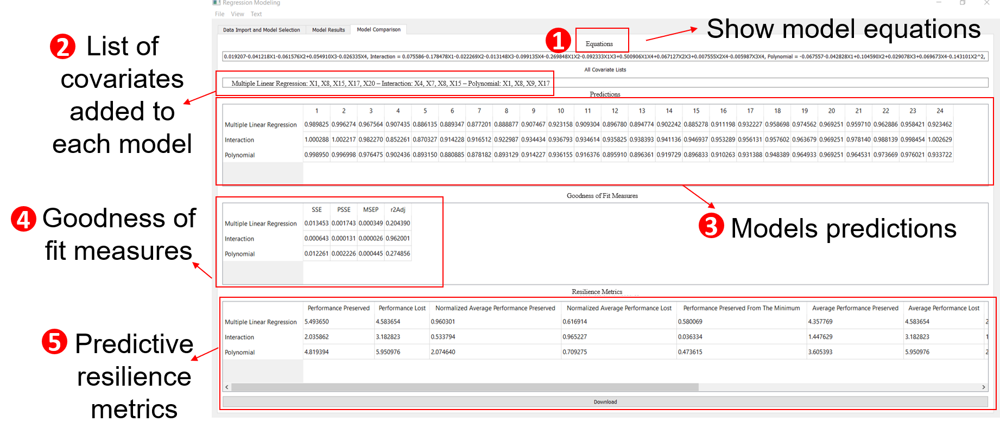 Regression Modeling
File View Text
Data Import and Model Selection Model Results Model Comparison
1 Show model equations
Equations
0.019207-0.041218X1-0.061576X2+0.054910X3-0.026335X4, Interaction = 0.075586-0.178478X1-0.022269X2-0.013148X3-0.099135X4-0.269848X1X2-0.092333X1X3+0.500906X1X4+0.067127X2X3+0.007555X2X4-0.005987X3X4, Polynomial = -0.067557-0.042828X1+0.104590X2+0.029078X3+0.069673X4-0.143101X2^2,
2 List of
covariates
added to
each model
All Covariate Lists
Multiple Linear Regression: X1, X8, X15, X17, X20 – Interaction: X4, X7, X8, X15 – Polynomial: X1, X8, X9, X17
Predictions
1 2 3 4 5 6 7 8 9 10 11 12 13 14 15 16 17 18 19 20 21 22 23 24
Multiple Linear Regression 0.989825 0.996274 0.967564 0.907435 0.886135 0.889347 0.877201 0.888877 0.907467 0.923158 0.909304 0.896780 0.894774 0.902242 0.885278 0.911198 0.932227 0.958698 0.974562 0.969251 0.959710 0.962886 0.958421 0.923462
Interaction 1.000288 1.002217 0.982270 0.852261 0.870327 0.914228 0.916512 0.922987 0.934434 0.936793 0.934614 0.935825 0.938393 0.941136 0.946937 0.953289 0.956131 0.957602 0.963679 0.969251 0.978140 0.988139 0.998454 1.002629
Polynomial 0.998950 0.996998 0.976475 0.902436 0.893150 0.880885 0.878182 0.893129 0.914227 0.936155 0.916376 0.895910 0.896361 0.919729 0.896833 0.910263 0.931388 0.948389 0.964933 0.969251 0.964531 0.973669 0.976021 0.933722
3 Models predictions
4 Goodness of
fit measures
Goodness of Fit Measures
SSE PSSE MSEP r2Adj
Multiple Linear Regression 0.013453 0.001743 0.000349 0.204390
Interaction 0.000643 0.000131 0.000026 0.962001
Polynomial 0.012261 0.002226 0.000445 0.274856
5 Predictive
resilience
metrics
Resilience Metrics
Performance Preserved Performance Lost Normalized Average Performance Preserved Normalized Average Performance Lost Performance Preserved From The Minimum Average Performance Preserved Average Performance Lost
Multiple Linear Regression 5.493650 4.583654 0.960301 0.616914 0.580069 4.357769 4.583654 2
Interaction 2.035862 3.182823 0.533794 0.965227 0.036334 1.447629 3.182823 1
Polynomial 4.819394 5.950976 2.074640 0.709275 0.473615 3.605393 5.950976 2
Download